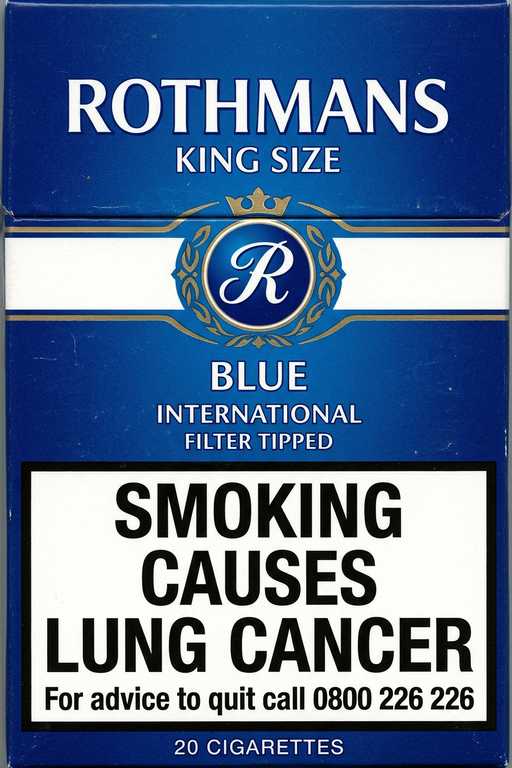 ROTHMANS
KING SIZE
R
BLUE
INTERNATIONAL
FILTER TIPPED
SMOKING
CAUSES
LUNG CANCER
For advice to quit call 0800 226 226
20 CIGARETTES